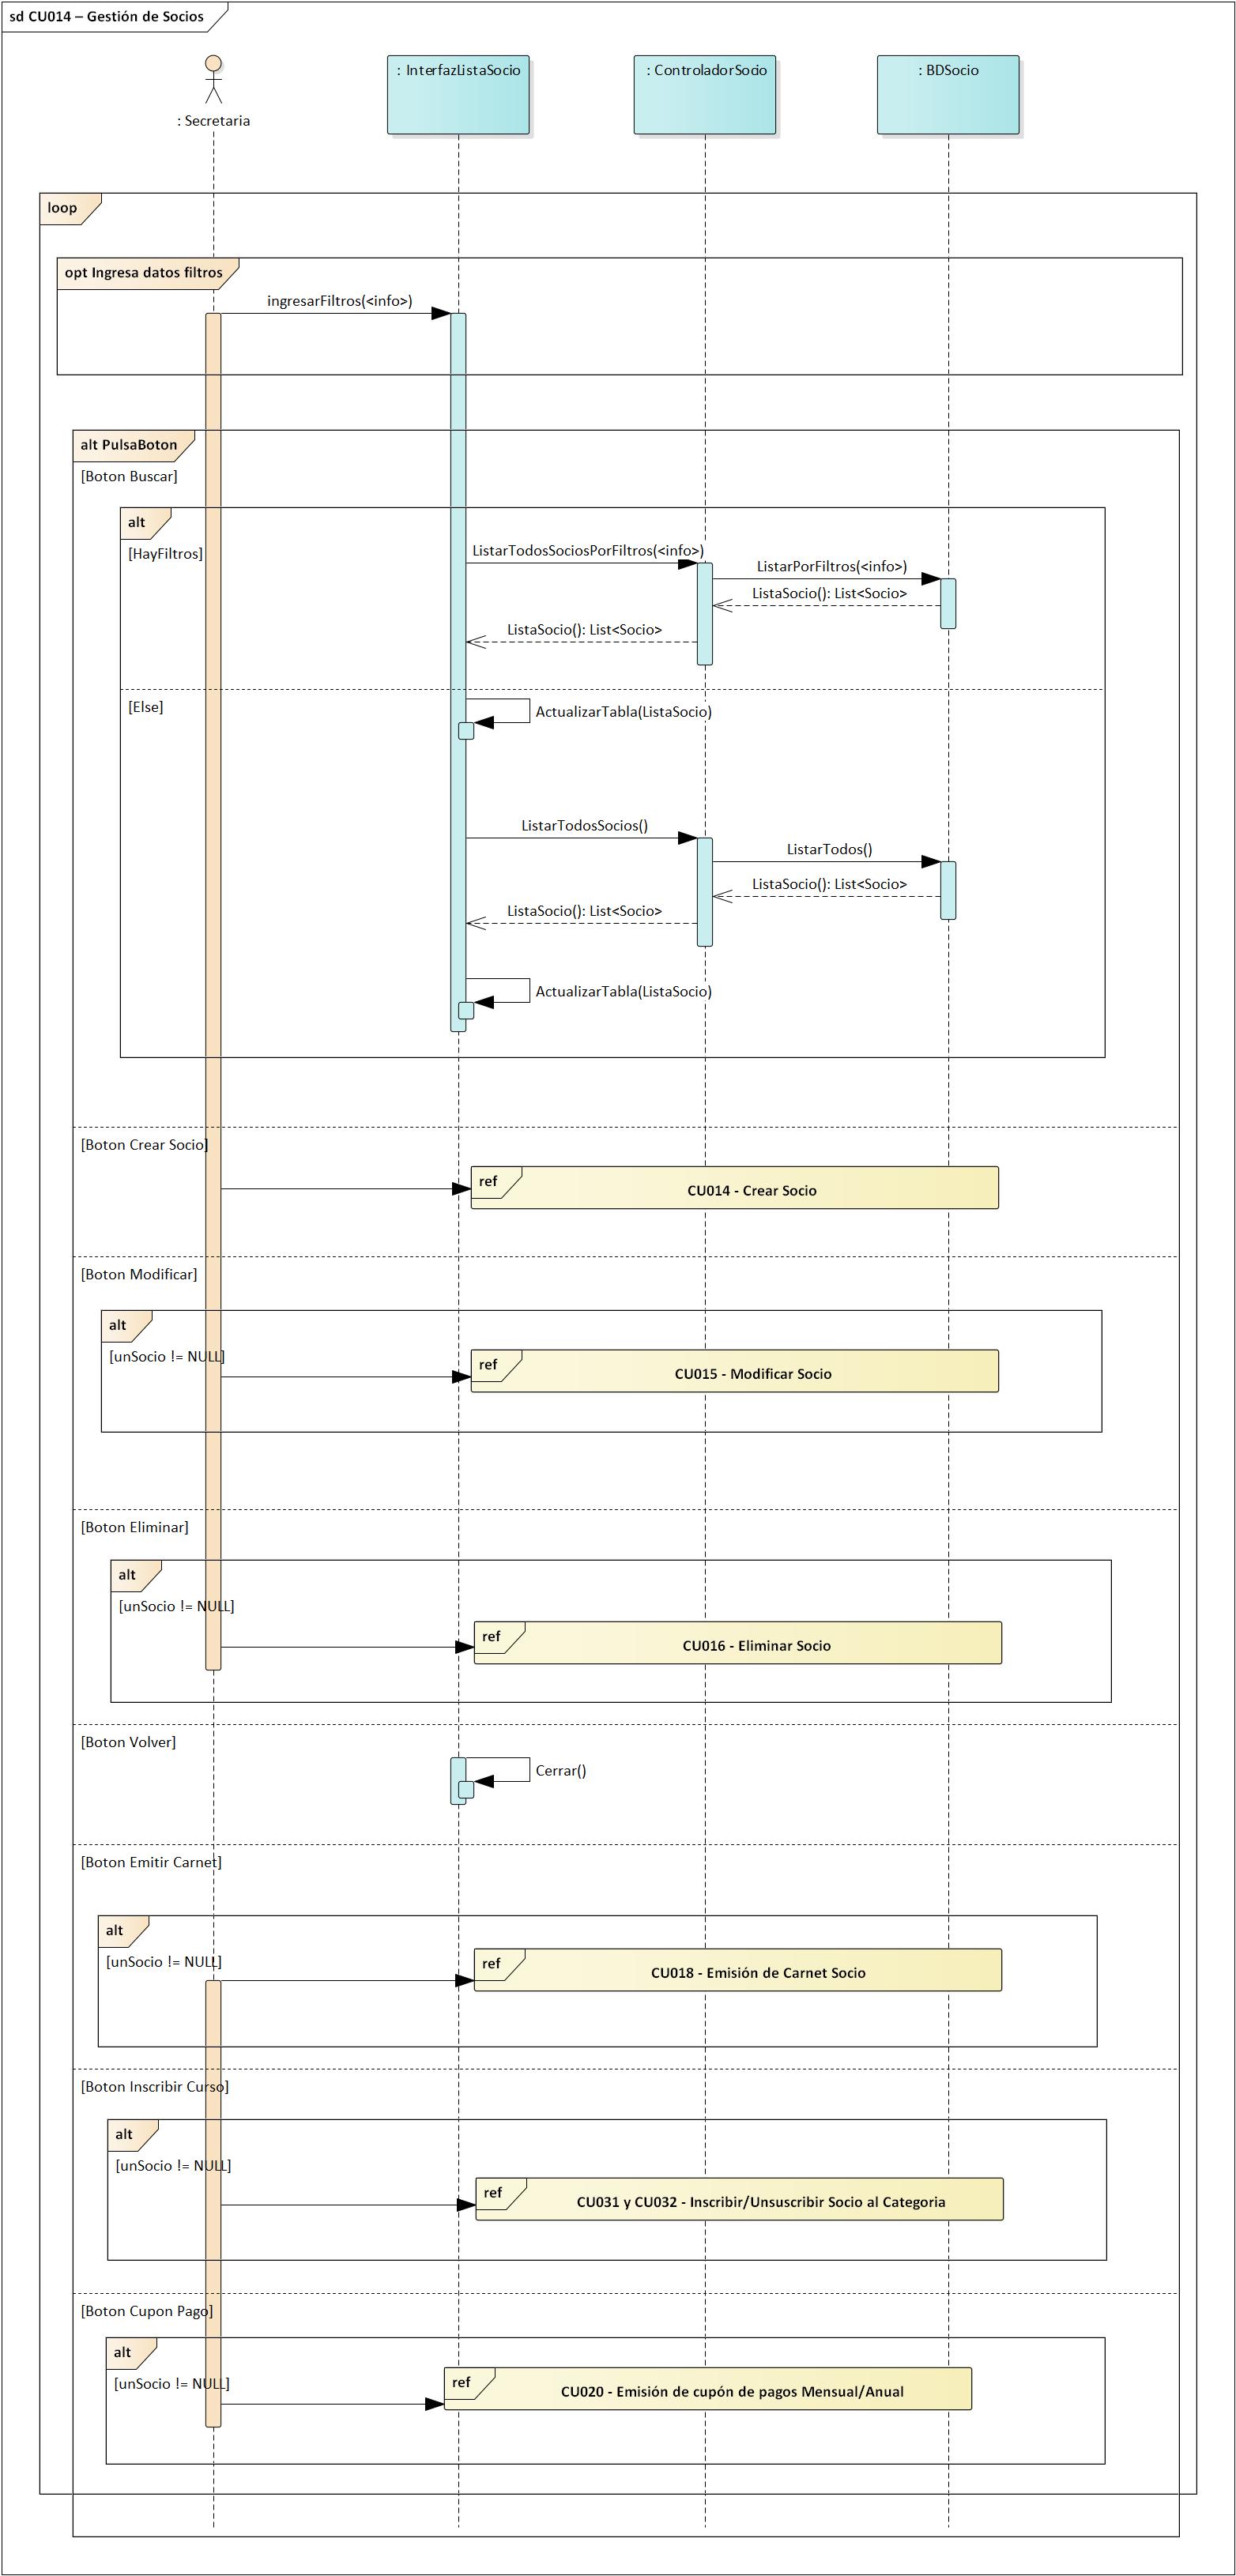 sd CU014 – Gestión de Socios
: Secretaria
: InterfazListaSocio
: ControladorSocio
: BDSocio
loop
opt Ingresa datos filtros
ingresarFiltros(<info>)
alt PulsaBoton
[Boton Buscar]
alt
[HayFiltros]
ListarTodosSociosPorFiltros(<info>)
ListarPorFiltros(<info>)
ListaSocio(): List<Socio>
ListaSocio(): List<Socio>
[Else]
ActualizarTabla(ListaSocio)
ListarTodosSocios()
ListarTodos()
ListaSocio(): List<Socio>
ListaSocio(): List<Socio>
ActualizarTabla(ListaSocio)
[Boton Crear Socio]
ref
CU014 - Crear Socio
[Boton Modificar]
alt
[unSocio != NULL]
ref
CU015 - Modificar Socio
[Boton Eliminar]
alt
[unSocio != NULL]
ref
CU016 - Eliminar Socio
[Boton Volver]
Cerrar()
[Boton Emitir Carnet]
alt
[unSocio != NULL]
ref
CU018 - Emisión de Carnet Socio
[Boton Inscribir Curso]
alt
[unSocio != NULL]
ref
CU031 y CU032 - Inscribir/Unsuscribir Socio al Categoria
[Boton Cupon Pago]
alt
[unSocio != NULL]
ref
CU020 - Emisión de cupón de pagos Mensual/Anual